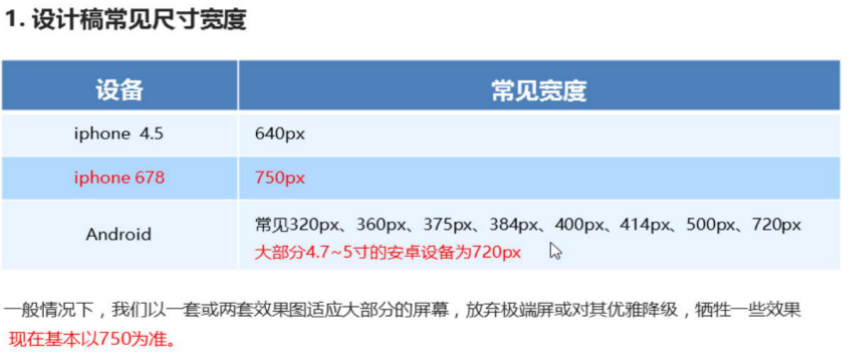 1. 设计稿常见尺寸宽度
设备 常见宽度
iphone 4.5 640px
iphone 678 750px
Android 常见320px、360px、375px、384px、400px、414px、500px、720px
大部分4.7~5寸的安卓设备为720px
一般情况下，我们以一套或两套效果图适应大部分的屏幕，放弃极端屏或对其优雅降级，牺牲一些效果
现在基本以750为准。